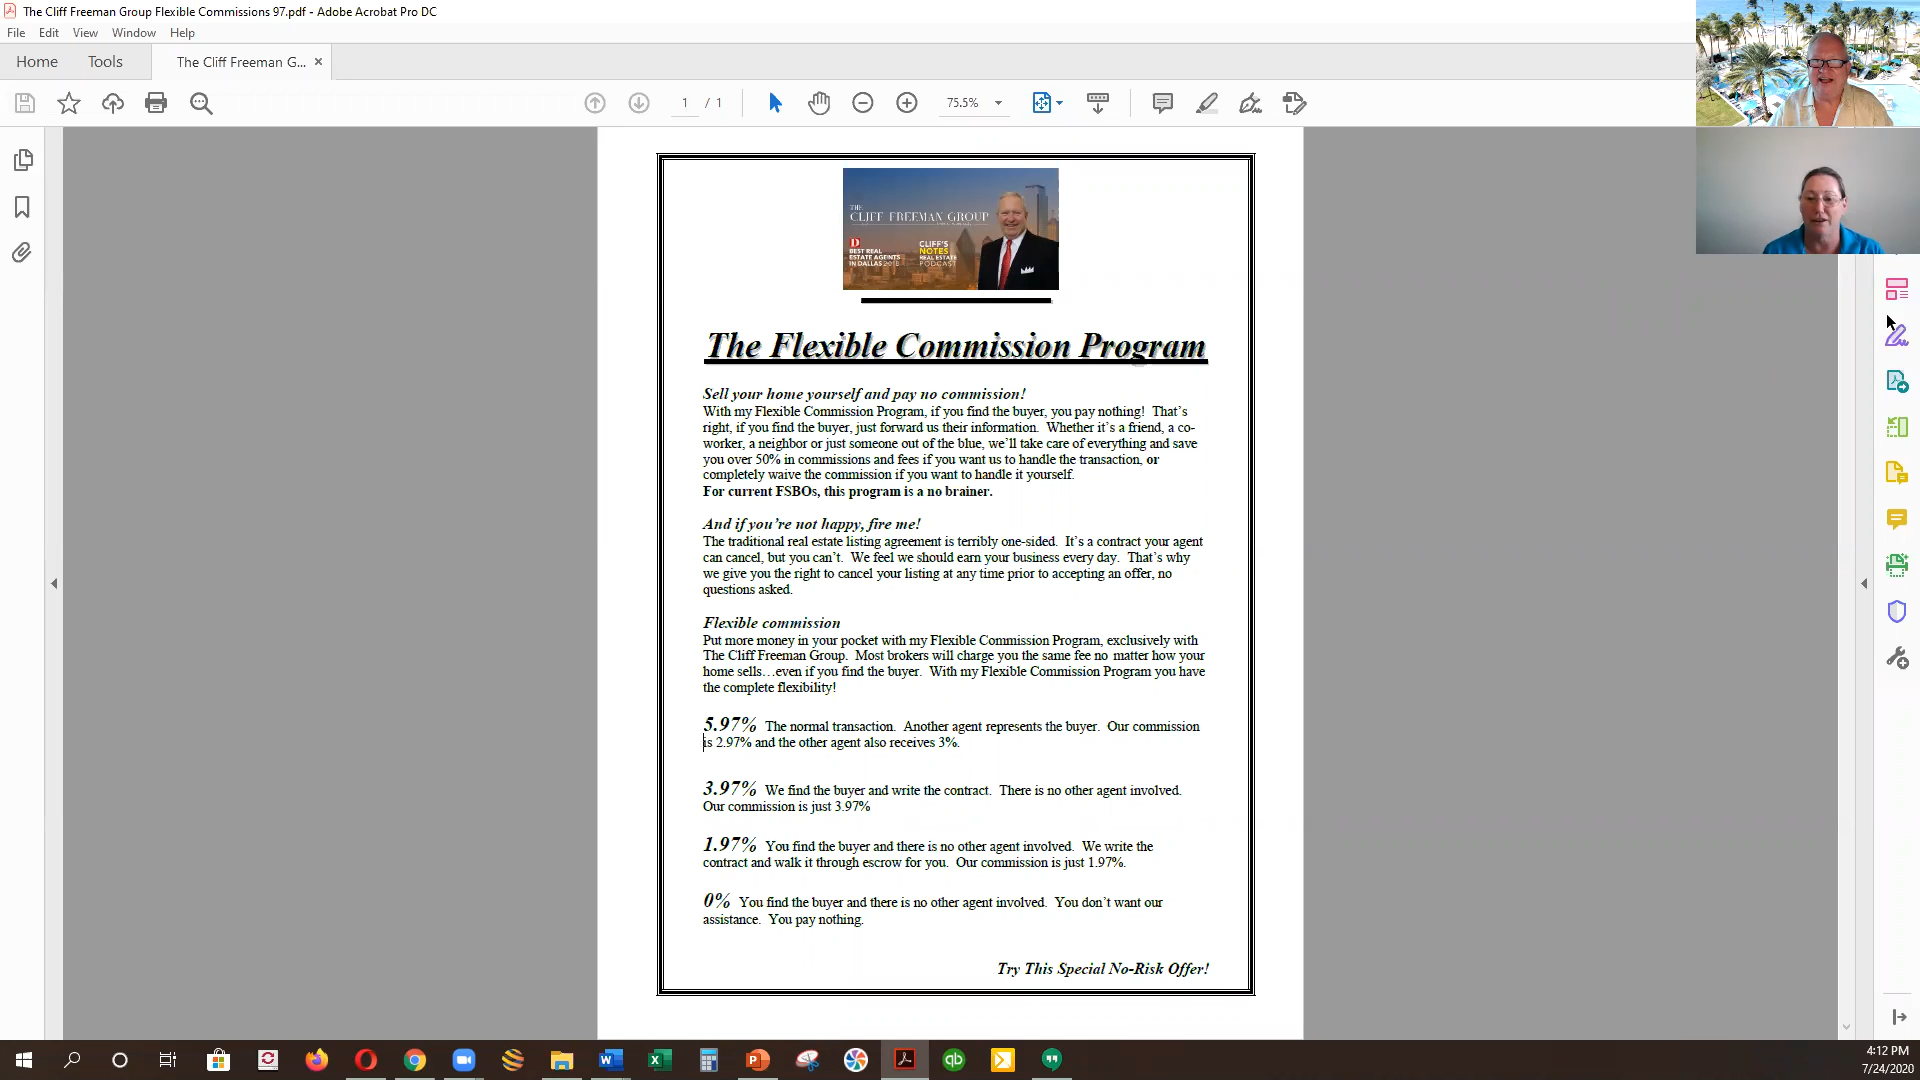 The Cliff Freeman Group Flexible Commissions 97.pdf - Adobe Acrobat Pro DC
File Edit View Window Help
Home Tools The Cliff Freeman G... ×
1 / 1 75.5%
THE
CLIFF FREEMAN GROUP
D
BEST REAL
ESTATE AGENTS
IN DALLAS 2018
CLIFF'S
NOTES
REAL ESTATE
PODCAST
The Flexible Commission Program
Sell your home yourself and pay no commission!
With my Flexible Commission Program, if you find the buyer, you pay nothing!  That's
right, if you find the buyer, just forward us their information.  Whether it's a friend, a co-
worker, a neighbor or just someone out of the blue, we'll take care of everything and save
you over 50% in commissions and fees if you want us to handle the transaction, or
completely waive the commission if you want to handle it yourself.
For current FSBOs, this program is a no brainer.
And if you're not happy, fire me!
The traditional real estate listing agreement is terribly one-sided.  It's a contract your agent
can cancel, but you can't.  We feel we should earn your business every day.  That's why
we give you the right to cancel your listing at any time prior to accepting an offer, no
questions asked.
Flexible commission
Put more money in your pocket with my Flexible Commission Program, exclusively with
The Cliff Freeman Group.  Most brokers will charge you the same fee no matter how your
home sells…even if you find the buyer.  With my Flexible Commission Program you have
the complete flexibility!
5.97%  The normal transaction.  Another agent represents the buyer.  Our commission
is 2.97% and the other agent also receives 3%.
3.97%  We find the buyer and write the contract.  There is no other agent involved.
Our commission is just 3.97%
1.97%  You find the buyer and there is no other agent involved.  We write the
contract and walk it through escrow for you.  Our commission is just 1.97%.
0%  You find the buyer and there is no other agent involved.  You don't want our
assistance.  You pay nothing.
Try This Special No-Risk Offer!
4:12 PM
7/24/2020